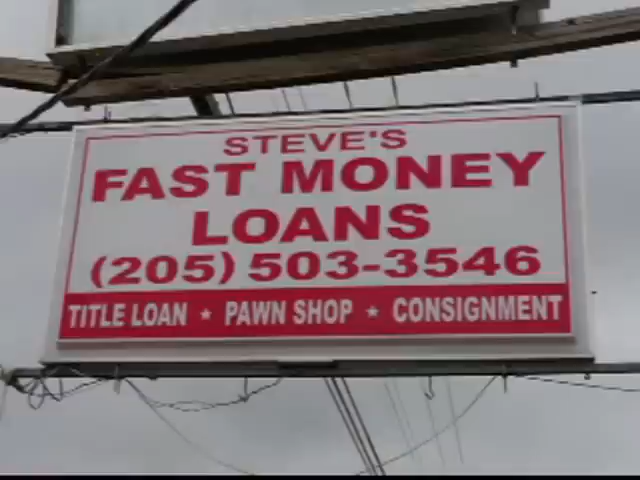 STEVE'S
FAST MONEY
LOANS
(205) 503-3546
TITLE LOAN ★ PAWN SHOP ★ CONSIGNMENT